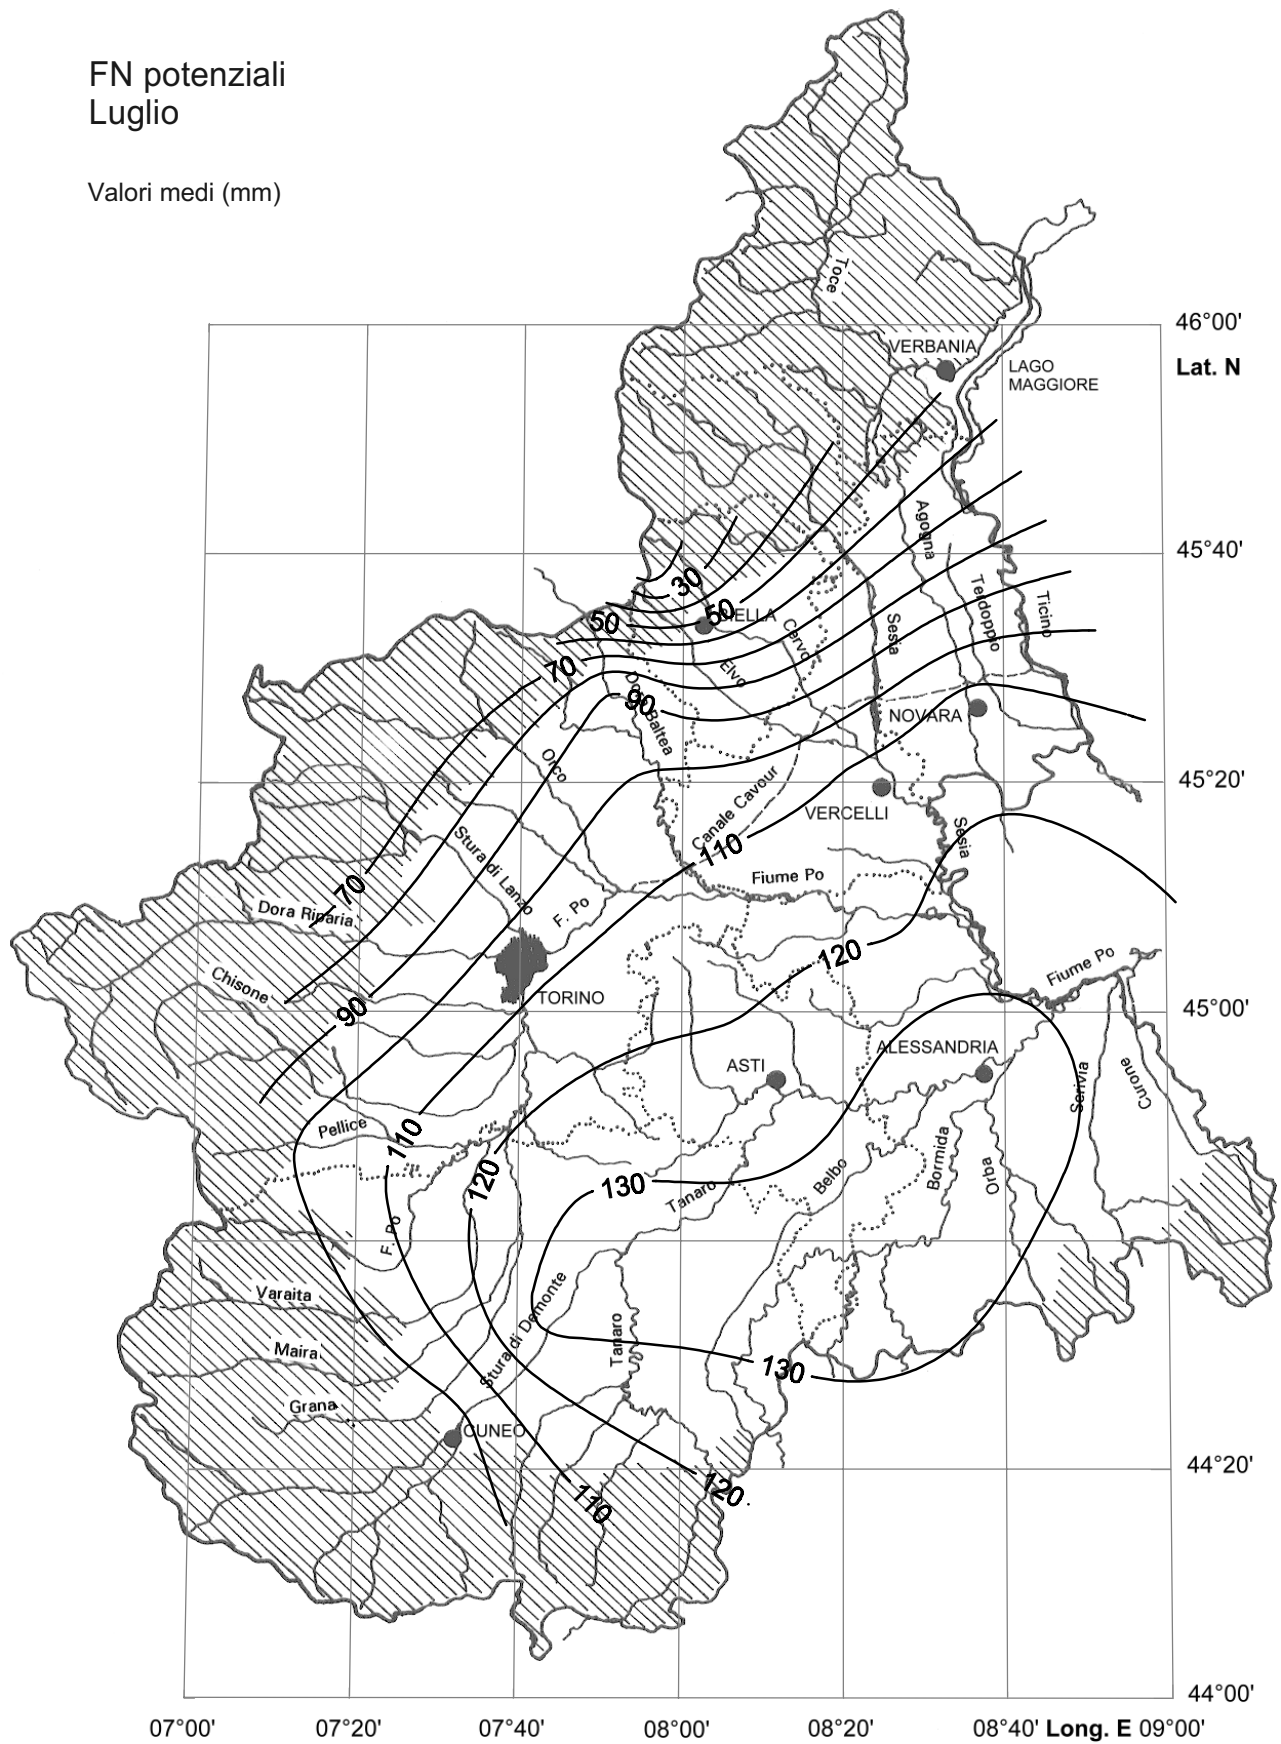 FN potenziali
Luglio
Valori medi (mm)
Toce
46°00'
VERBANIA
Lat. N
LAGO
MAGGIORE
Agogna
45°40'
30
Terdoppio
Ticino
50
50
BIELLA
Cervo
Sesia
70
Elvo
90
Dora Baltea
NOVARA
Orco
45°20'
Canale Cavour
VERCELLI
Stura di Lanzo
Sesia
110
70
Fiume Po
Dora Riparia
F. Po
120
Fiume Po
Chisone
TORINO
90
45°00'
ALESSANDRIA
ASTI
Scrivia
Curone
Pellice
110
120
130
Tanaro
Belbo
Bormida
Orba
F. Po
Varaita
Stura di Demonte
Tanaro
Maira
130
Grana
CUNEO
44°20'
120
110
44°00'
07°00'
07°20'
07°40'
08°00'
08°20'
08°40'
Long. E
09°00'